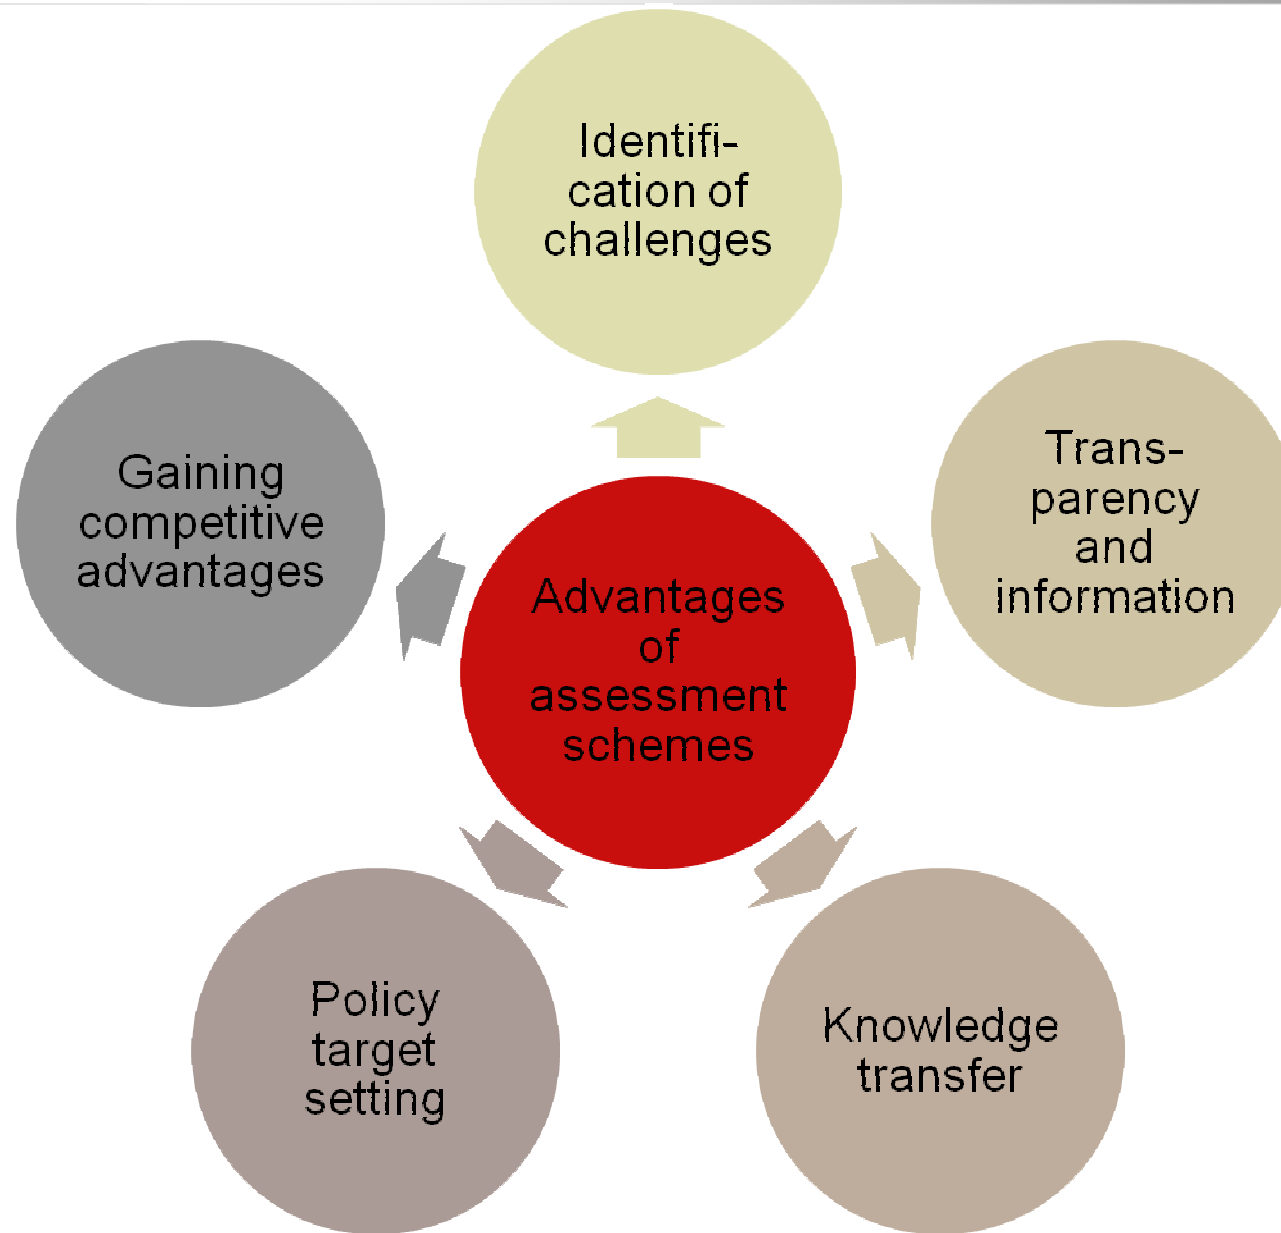 Identifi-
cation of
challenges
Gaining
competitive
advantages
Trans-
parency
and
information
Advantages
of
assessment
schemes
Policy
target
setting
Knowledge
transfer